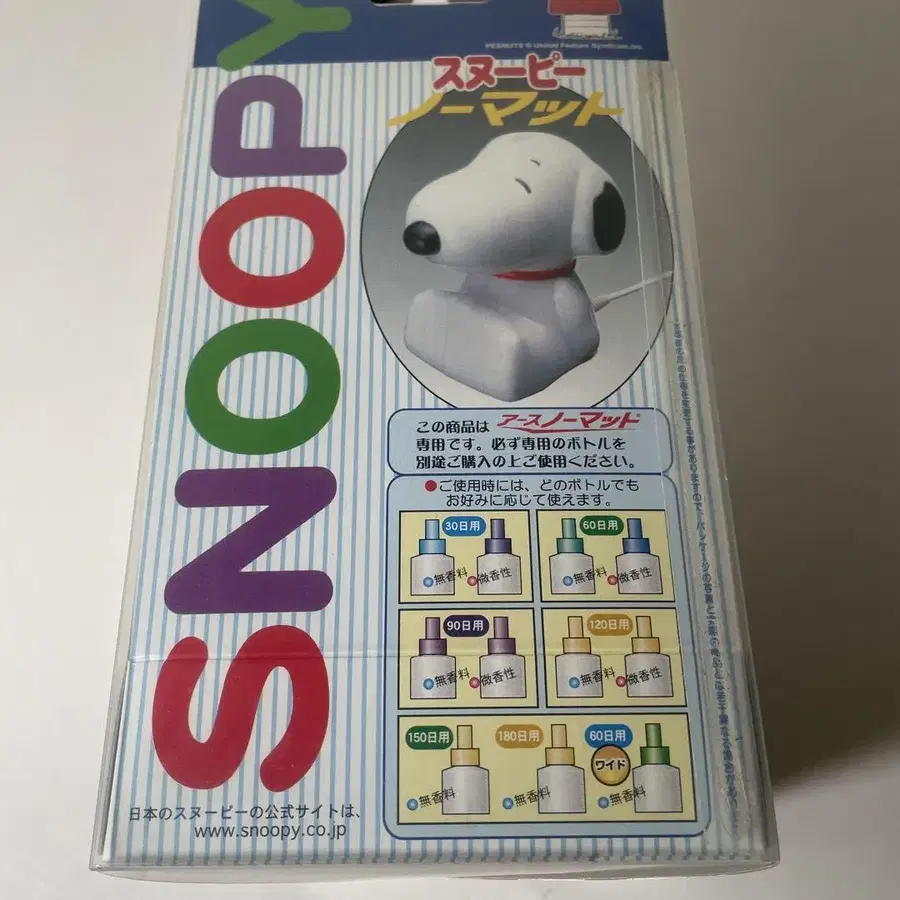 SNOOPY
PEANUTS © United Feature Syndicate, Inc.
スヌーピー
ノーマット
この商品は アースノーマット
専用です。必ず専用のボトルを
別途ご購入の上ご使用ください。
●ご使用時には、どのボトルでも
お好みに応じて使えます。
30日用
無香料 微香性
60日用
無香料 微香性
90日用
無香料 微香性
120日用
無香料 微香性
150日用
無香料
180日用
無香料
60日用
ワイド
無香料
日本のスヌーピーの公式サイトは、
www.snoopy.co.jp